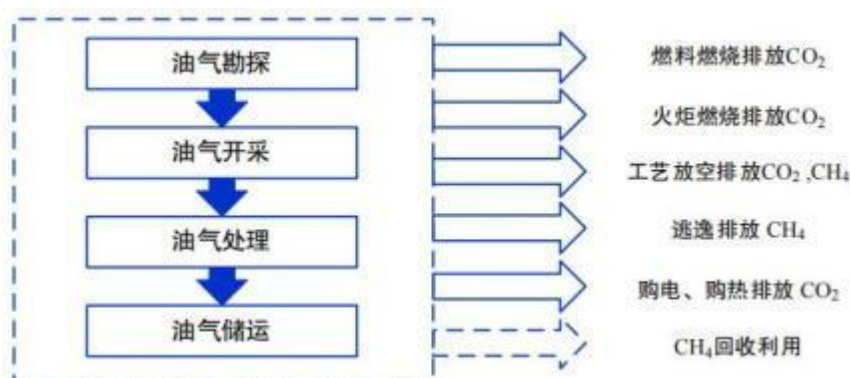 油气勘探
油气开采
油气处理
油气储运
燃料燃烧排放CO₂
火炬燃烧排放CO₂
工艺放空排放CO₂ ,CH₄
逃逸排放 CH₄
购电、购热排放 CO₂
CH₄回收利用